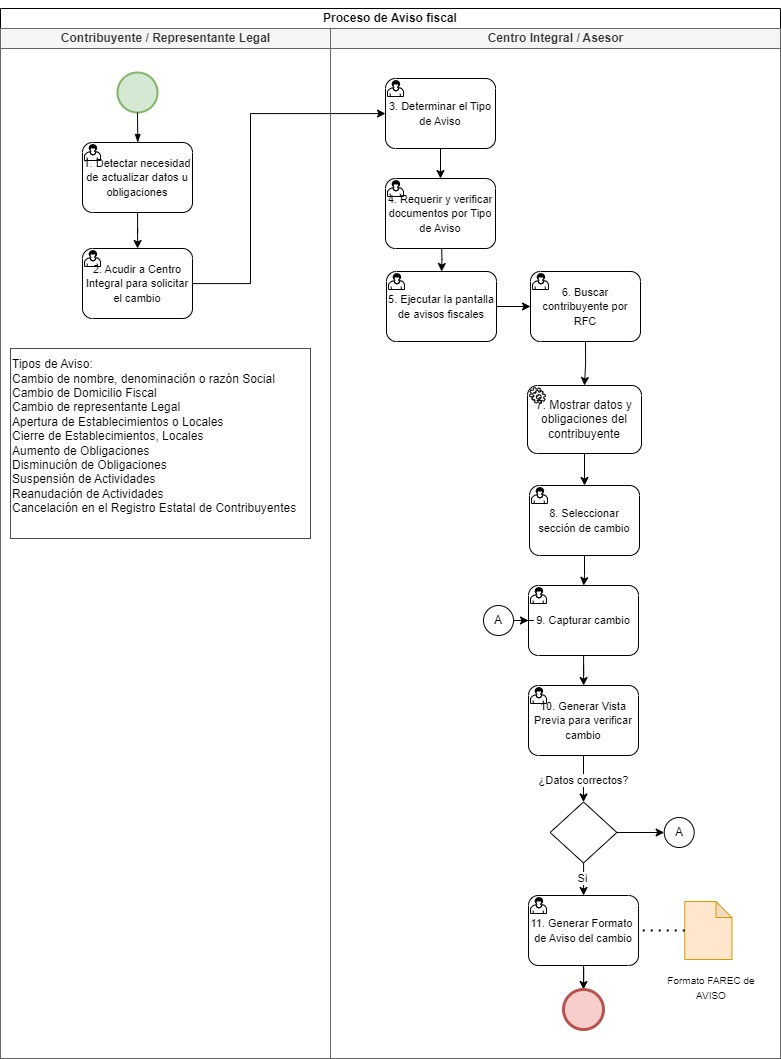 Proceso de Aviso fiscal
Contribuyente / Representante Legal
Centro Integral / Asesor
1. Detectar necesidad
de actualizar datos u
obligaciones
2. Acudir a Centro
Integral para solicitar
el cambio
Tipos de Aviso:
Cambio de nombre, denominación o razón Social
Cambio de Domicilio Fiscal
Cambio de representante Legal
Apertura de Establecimientos o Locales
Cierre de Establecimientos, Locales
Aumento de Obligaciones
Disminución de Obligaciones
Suspensión de Actividades
Reanudación de Actividades
Cancelación en el Registro Estatal de Contribuyentes
3. Determinar el Tipo
de Aviso
4. Requerir y verificar
documentos por Tipo
de Aviso
5. Ejecutar la pantalla
de avisos fiscales
6. Buscar
contribuyente por
RFC
7. Mostrar datos y
obligaciones del
contribuyente
8. Seleccionar
sección de cambio
A
9. Capturar cambio
10. Generar Vista
Previa para verificar
cambio
¿Datos correctos?
A
Si
11. Generar Formato
de Aviso del cambio
Formato FAREC de
AVISO